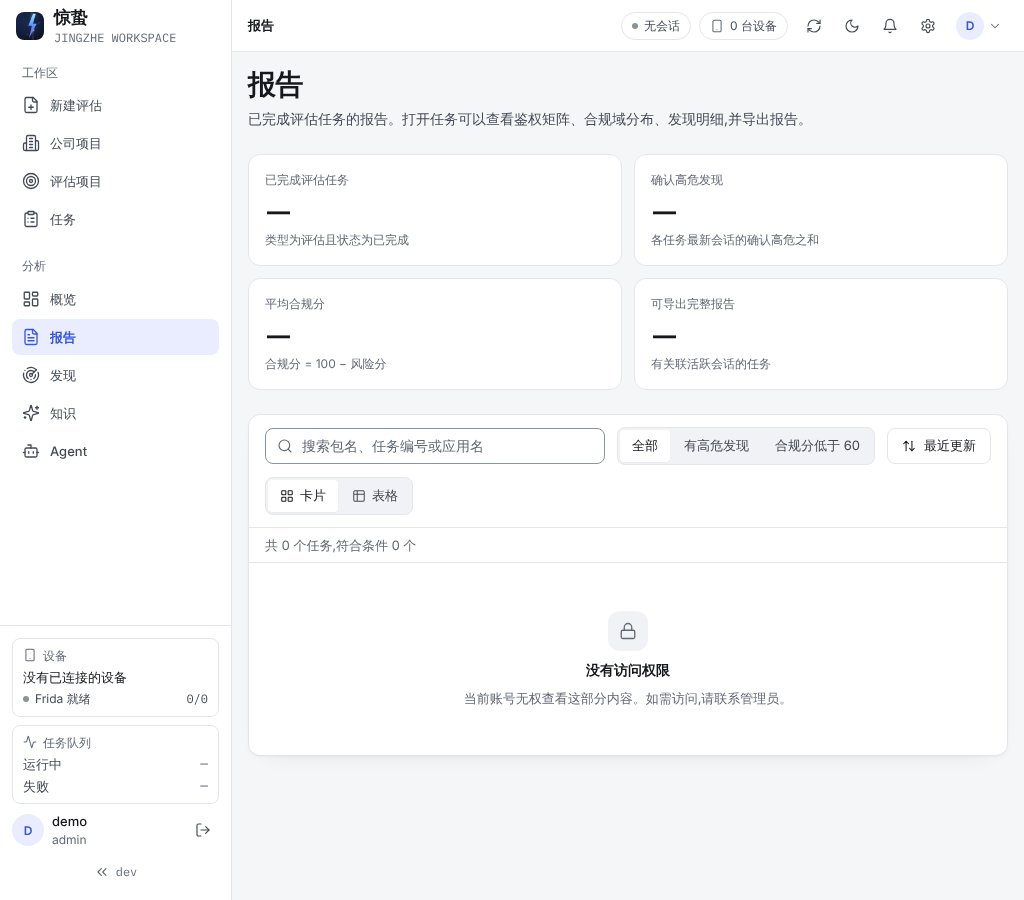 惊蛰
JINGZHE WORKSPACE
工作区
新建评估
公司项目
评估项目
任务
分析
概览
报告
发现
知识
Agent
设备
没有已连接的设备
Frida 就绪 0/0
任务队列
运行中 —
失败 —
D demo
admin
dev
报告 无会话 0 台设备 D
报告
已完成评估任务的报告。打开任务可以查看鉴权矩阵、合规域分布、发现明细,并导出报告。
已完成评估任务
—
类型为评估且状态为已完成
确认高危发现
—
各任务最新会话的确认高危之和
平均合规分
—
合规分 = 100 − 风险分
可导出完整报告
—
有关联活跃会话的任务
搜索包名、任务编号或应用名 全部 有高危发现 合规分低于 60 最近更新
卡片 表格
共 0 个任务,符合条件 0 个
没有访问权限
当前账号无权查看这部分内容。如需访问,请联系管理员。